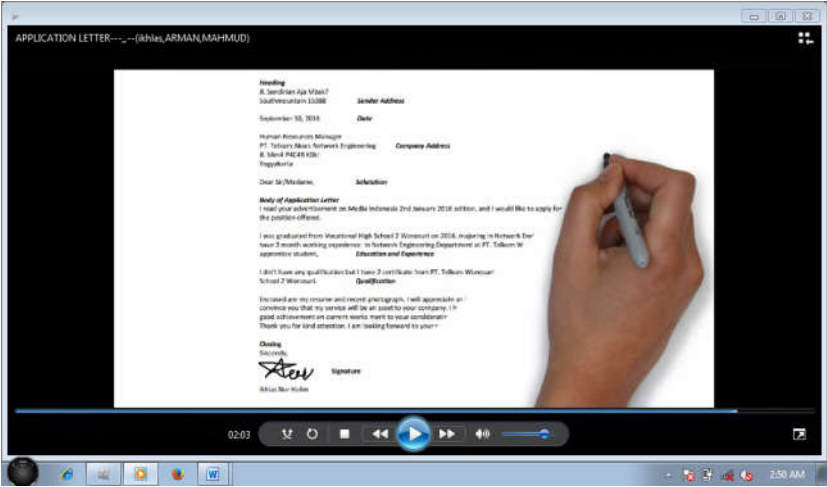 APPLICATION LETTER---_--(ikhlas,ARMAN,MAHMUD)
Heading
Jl. Sendirian Aja Mbak7
Southmountain 15388 Sender Address
September 30, 2016 Date
Human Resources Manager
PT. Telkom Akses Network Engineering Company Address
Yogyakarta
Dear Sir/Madame, Salutation
Body of Application Letter
I read your advertisement on Media Indonesia 2nd January 2016 edition, and I would like to apply for
the position offered.
I was graduated from Vocational High School 2 Wonosari on 2016, majoring in Network
have 3 month working experience in Network Engineering Department at PT. Telkom W
apprentice student, Education and Experience
I don't have any qualification but I have 2 certificate from PT. Telkom Wonosari
School 2 Wonosari. Qualification
Enclosed are my resume and recent photograph. I will appreciate
convince you that my service will be an asset to your company. I
good achievement on current works merit to your
Thank you for kind attention. I am looking forward to your
Closing
Sincerely,
Signature
Ikhlas Nur
02:03
2:50 AM